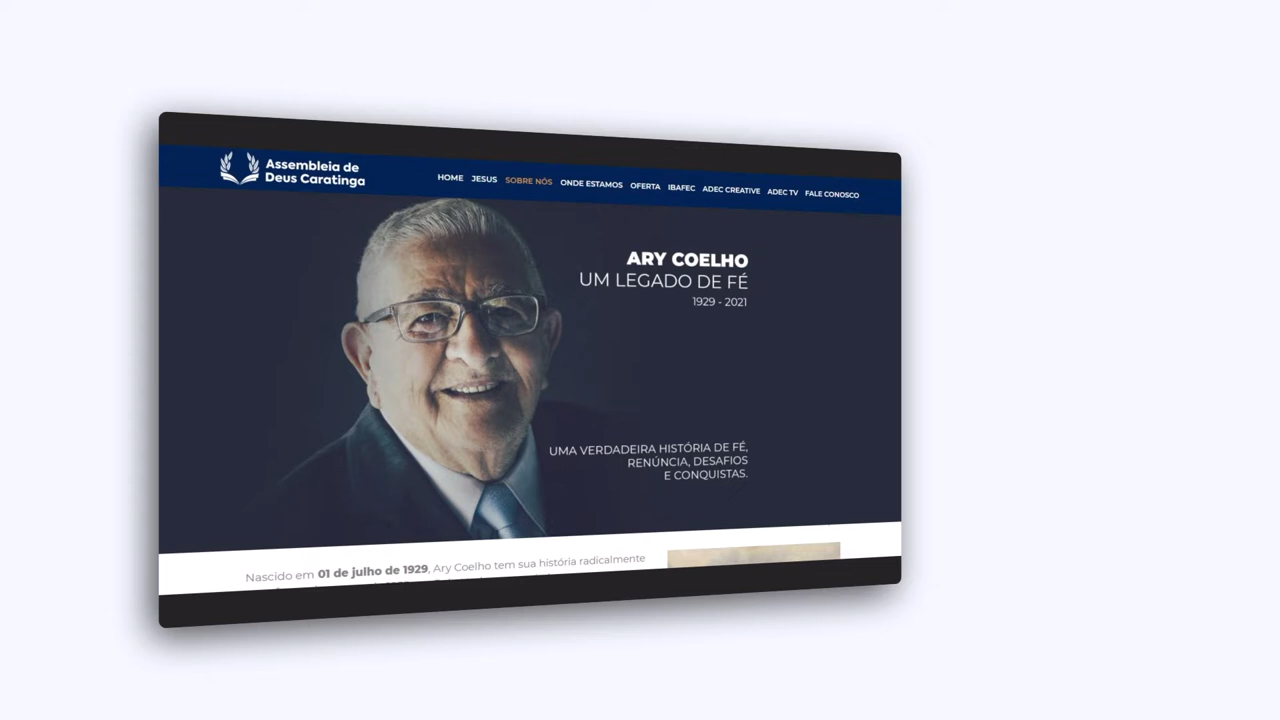 Assembleia de
Deus Caratinga
HOME JESUS SOBRE NÓS ONDE ESTAMOS OFERTA IBAFEC ADEC CREATIVE ADEC TV FALE CONOSCO
ARY COELHO
UM LEGADO DE FÉ
1929 - 2021
UMA VERDADEIRA HISTÓRIA DE FÉ,
RENÚNCIA, DESAFIOS
E CONQUISTAS.
Nascido em 01 de julho de 1929, Ary Coelho tem sua história radicalmente